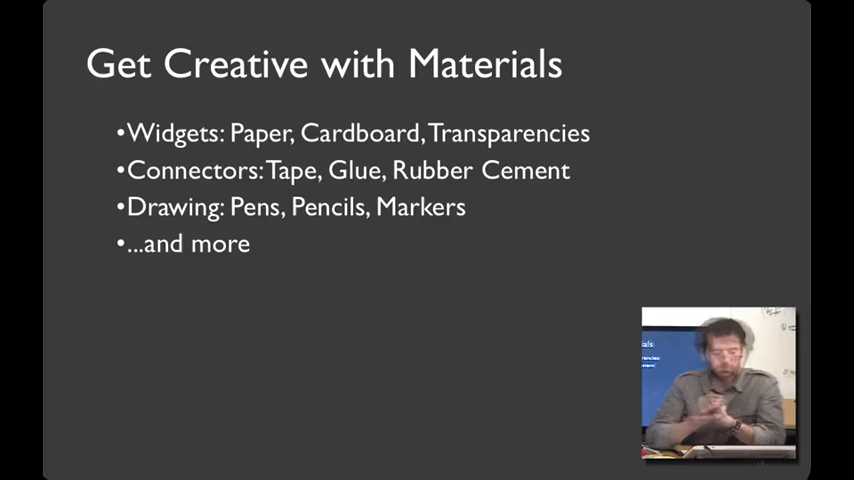 Get Creative with Materials
•Widgets: Paper, Cardboard, Transparencies
•Connectors: Tape, Glue, Rubber Cement
•Drawing: Pens, Pencils, Markers
•...and more